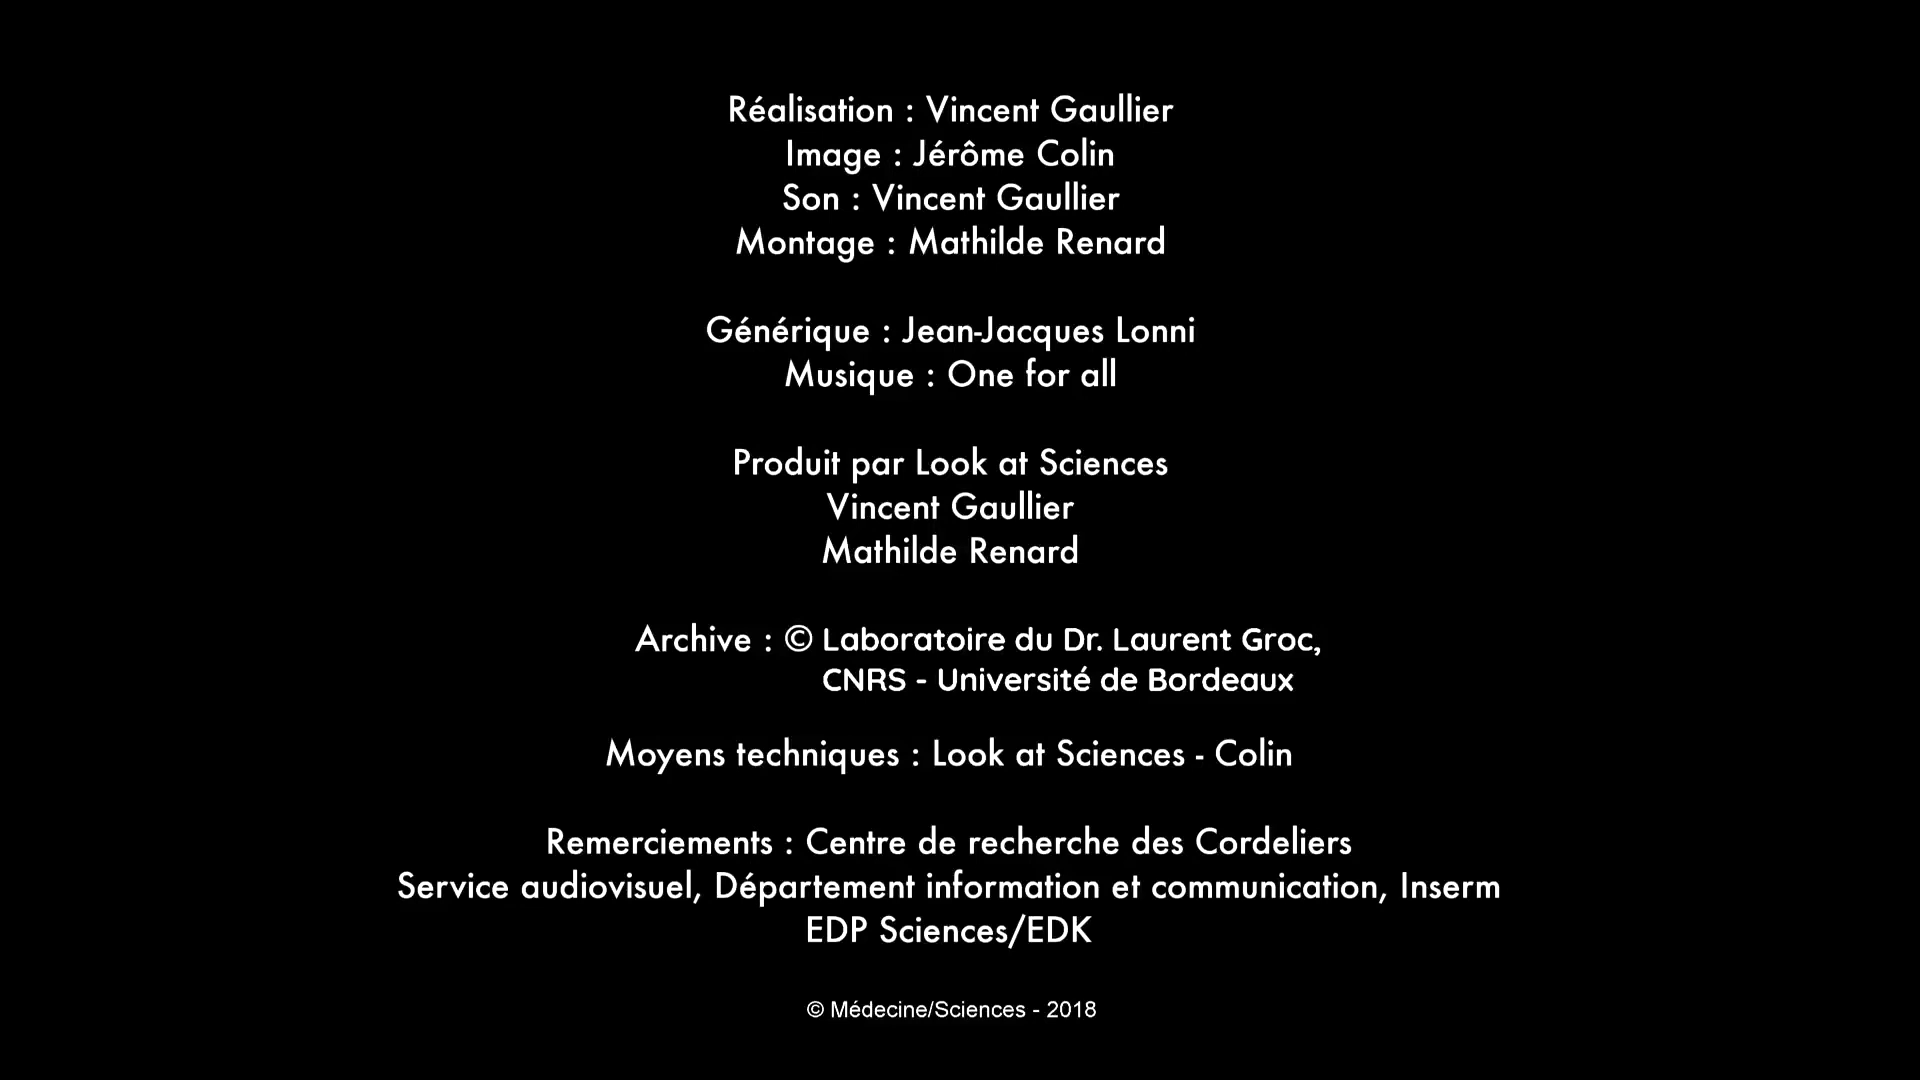 Réalisation : Vincent Gaullier
Image : Jérôme Colin
Son : Vincent Gaullier
Montage : Mathilde Renard
Générique : Jean-Jacques Lonni
Musique : One for all
Produit par Look at Sciences
Vincent Gaullier
Mathilde Renard
Archive : © Laboratoire du Dr. Laurent Groc,
CNRS - Université de Bordeaux
Moyens techniques : Look at Sciences - Colin
Remerciements : Centre de recherche des Cordeliers
Service audiovisuel, Département information et communication, Inserm
EDP Sciences/EDK
© Médecine/Sciences - 2018